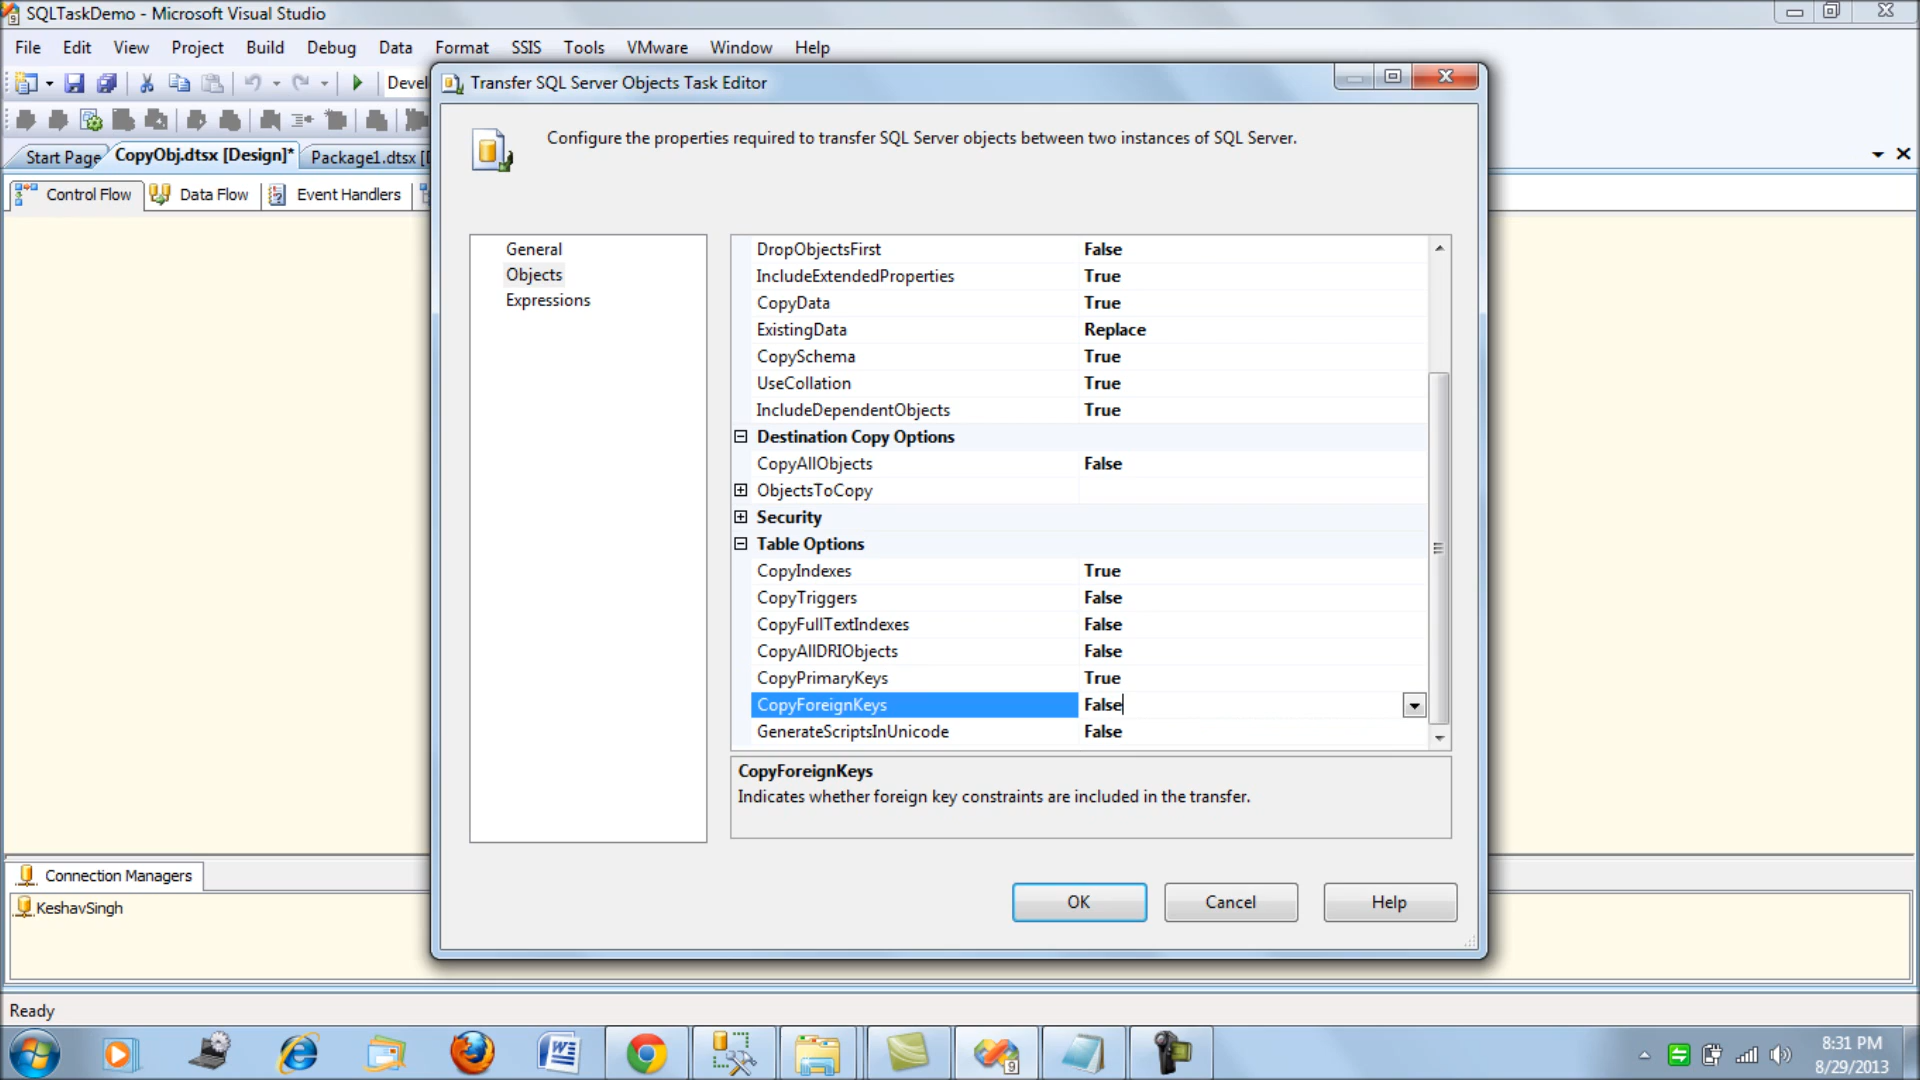 SQLTaskDemo - Microsoft Visual Studio
File Edit View Project Build Debug Data Format SSIS Tools VMware Window Help
Devel
Start Page CopyObj.dtsx [Design]* Package1.dtsx [D
Control Flow Data Flow Event Handlers
Transfer SQL Server Objects Task Editor
Configure the properties required to transfer SQL Server objects between two instances of SQL Server.
General
Objects
Expressions
DropObjectsFirst False
IncludeExtendedProperties True
CopyData True
ExistingData Replace
CopySchema True
UseCollation True
IncludeDependentObjects True
Destination Copy Options
CopyAllObjects False
ObjectsToCopy
Security
Table Options
CopyIndexes True
CopyTriggers False
CopyFullTextIndexes False
CopyAllDRIObjects False
CopyPrimaryKeys True
CopyForeignKeys False
GenerateScriptsInUnicode False
CopyForeignKeys
Indicates whether foreign key constraints are included in the transfer.
OK Cancel Help
Connection Managers
KeshavSingh
Ready
8:31 PM
8/29/2013